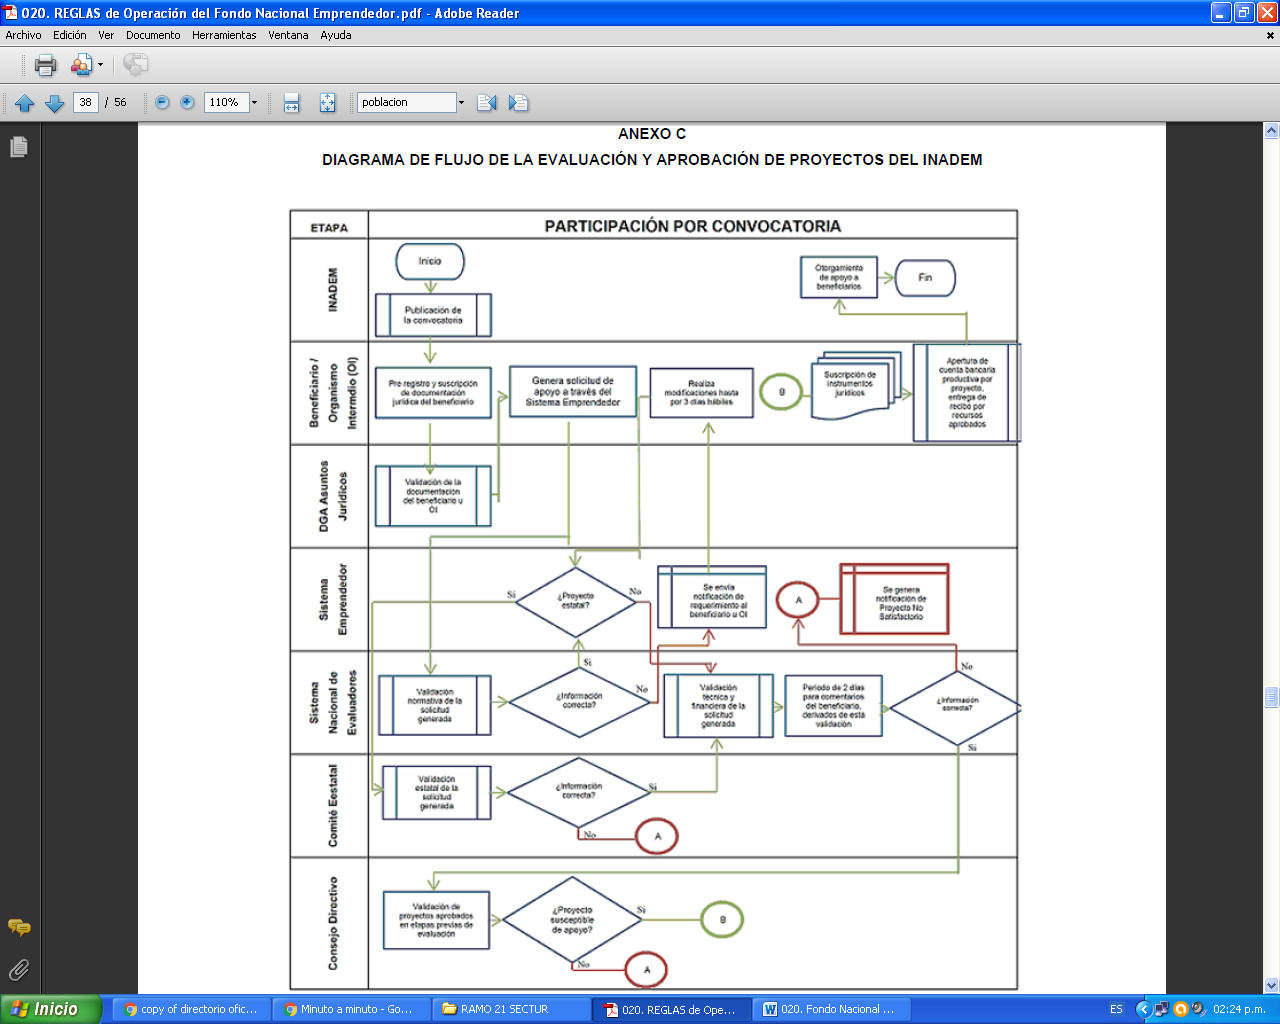 020. REGLAS de Operación del Fondo Nacional Emprendedor.pdf - Adobe Reader
Archivo Edición Ver Documento Herramientas Ventana Ayuda
38 / 56
110%
poblacion
ANEXO C
DIAGRAMA DE FLUJO DE LA EVALUACIÓN Y APROBACIÓN DE PROYECTOS DEL INADEM
ETAPA
PARTICIPACIÓN POR CONVOCATORIA
INADEM
Inicio
Publicación de
la convocatoria
Otorgamiento
de apoyo a
beneficiarios
Fin
Beneficiario /
Organismo
Intermdio (OI)
Pre registro y suscripción
de documentación
jurídica del beneficiario
Genera solicitud de
apoyo a través del
Sistema Emprendedor
Realiza
modificaciones hasta
por 3 días hábiles
B
Suscripción de
instrumentos
jurídicos
Apertura de
cuenta bancaria
productiva por
proyecto,
entrega de
recibo por
recursos
aprobados
DGA Asuntos
Jurídicos
Validación de la
documentación
del beneficiario u
OI
Sistema
Emprendedor
Si
¿Proyecto
estatal?
No
Se envía
notificación de
requerimiento al
beneficiario u OI
A
Se genera
notificación de
Proyecto No
Satisfactorio
Sistema
Nacional de
Evaluadores
Validación
normativa de la
solicitud
generada
Si
¿Información
correcta?
No
Validación
técnica y
financiera de la
solicitud
generada
Periodo de 2 días
para comentarios
del beneficiario,
derivados de está
validación
No
¿Información
correcta?
Si
Comité Eestatal
Validación
estatal de la
solicitud
generada
¿Información
correcta?
Si
No
A
Consejo Directivo
Validación de
proyectos aprobados
en etapas previas de
evaluación
¿Proyecto
susceptible
de apoyo?
Si
B
No
A
Inicio
copy of directorio ofic...
Minuto a minuto - Go...
RAMO 21 SECTUR
020. REGLAS de Ope...
020. Fondo Nacional ...
ES
02:24 p.m.